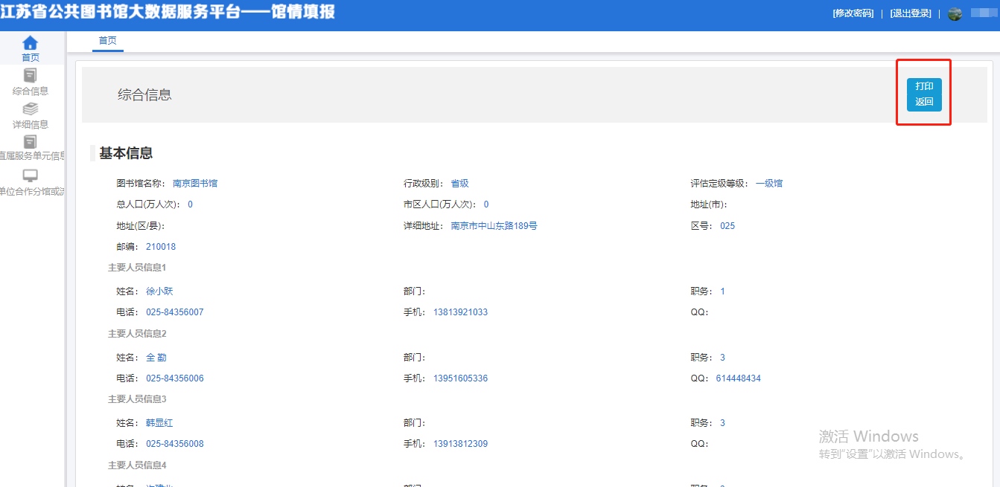 江苏省公共图书馆大数据服务平台——馆情填报
[修改密码] | [退出登录] |
首页
首页
综合信息
详细信息
直属服务单元信息
单位合作分馆或流
综合信息
打印
返回
基本信息
图书馆名称： 南京图书馆 行政级别： 省级 评估定级等级： 一级馆
总人口(万人次)： 0 市区人口(万人次)： 0 地址(市)：
地址(区/县)： 详细地址： 南京市中山东路189号 区号： 025
邮编： 210018
主要人员信息1
姓名： 徐小跃 部门： 职务： 1
电话： 025-84356007 手机： 13813921033 QQ：
主要人员信息2
姓名： 全 勤 部门： 职务： 3
电话： 025-84356006 手机： 13951605336 QQ： 614448434
主要人员信息3
姓名： 韩显红 部门： 职务： 3
电话： 025-84356008 手机： 13913812309 QQ：
主要人员信息4
激活 Windows
转到"设置"以激活 Windows。